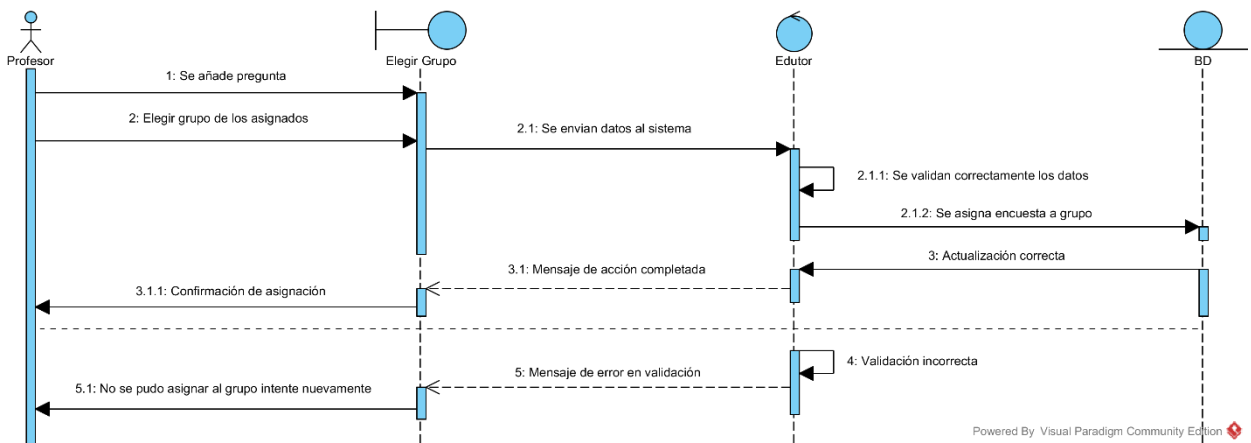 Profesor
Elegir Grupo
Edutor
BD
1: Se añade pregunta
2: Elegir grupo de los asignados
2.1: Se envian datos al sistema
2.1.1: Se validan correctamente los datos
2.1.2: Se asigna encuesta a grupo
3: Actualización correcta
3.1: Mensaje de acción completada
3.1.1: Confirmación de asignación
4: Validación incorrecta
5: Mensaje de error en validación
5.1: No se pudo asignar al grupo intente nuevamente
Powered By Visual Paradigm Community Edition